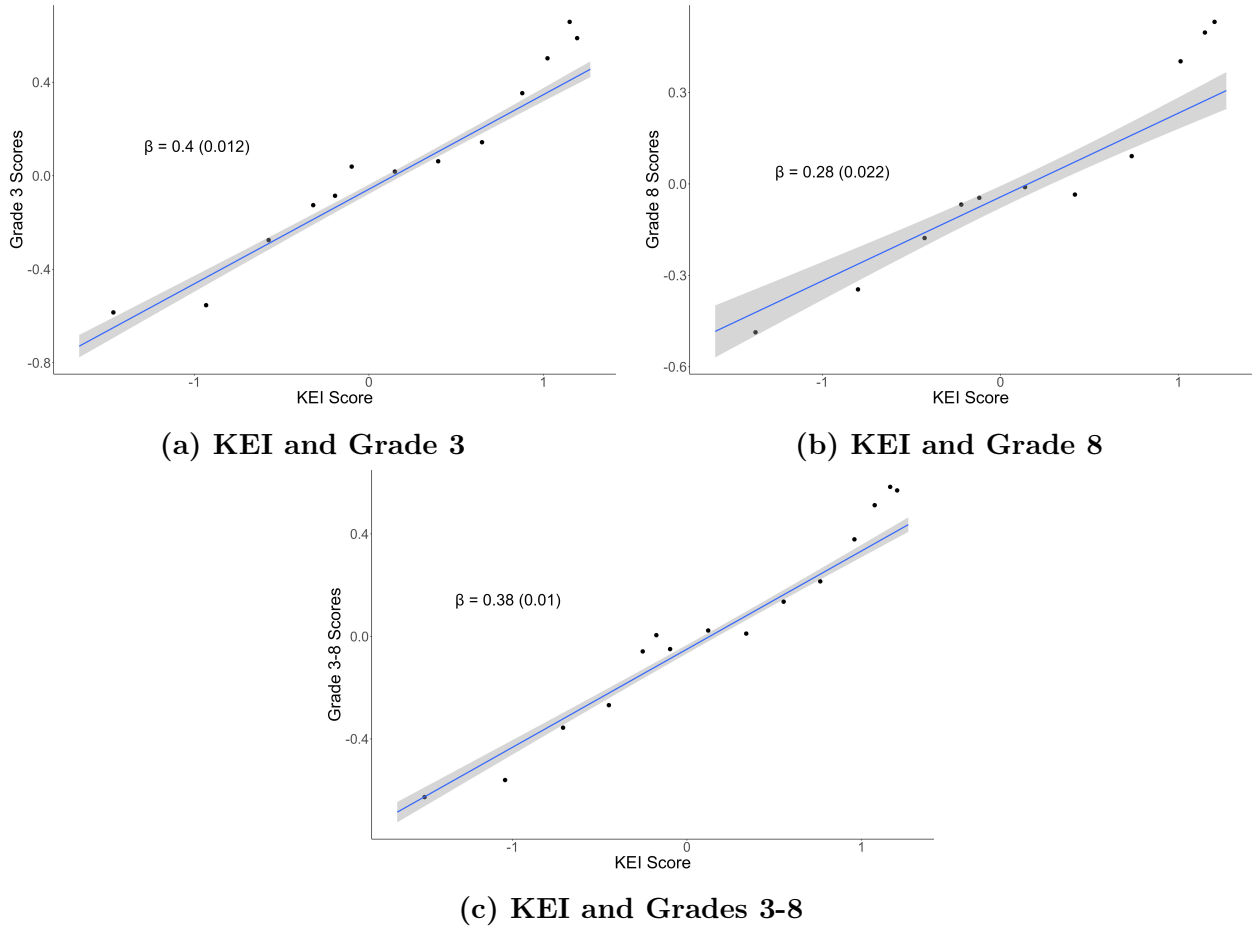 Grade 3 Scores
0.4
0.0
-0.4
-0.8
β = 0.4 (0.012)
-1
0
1
KEI Score
(a) KEI and Grade 3
Grade 8 Scores
0.3
0.0
-0.3
-0.6
β = 0.28 (0.022)
-1
0
1
KEI Score
(b) KEI and Grade 8
Grade 3-8 Scores
0.4
0.0
-0.4
β = 0.38 (0.01)
-1
0
1
KEI Score
(c) KEI and Grades 3-8